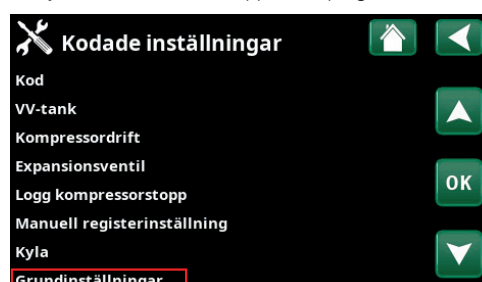 Kodade inställningar
Kod
VV-tank
Kompressordrift
Expansionsventil
OK
Logg kompressorstopp
Manuell registerinställning
Kyla
Grundinställningar